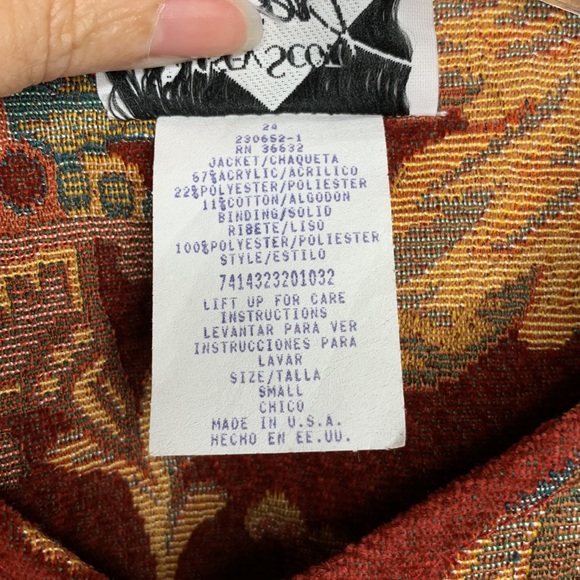 24
230652-1
RN 36632
JACKET/CHAQUETA
67%ACRYLIC/ACRILICO
22%POLYESTER/POLIESTER
11%COTTON/ALGODON
BINDING/SOLID
RIBETE/LISO
100%POLYESTER/POLIESTER
STYLE/ESTILO
7414323201032
LIFT UP FOR CARE
INSTRUCTIONS
LEVANTAR PARA VER
INSTRUCCIONES PARA
LAVAR
SIZE/TALLA
SMALL
CHICO
MADE IN U.S.A.
HECHO EN EE.UU.